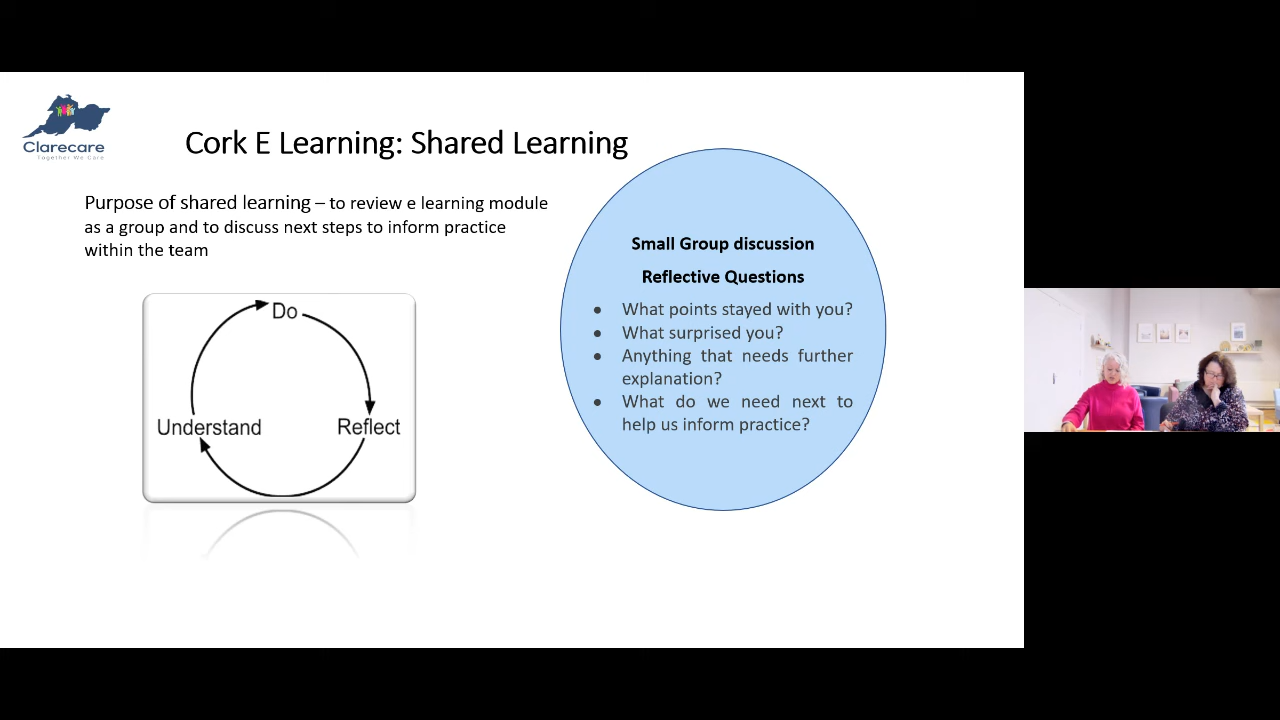 Clarecare
Together We Care
Cork E Learning: Shared Learning
Purpose of shared learning – to review e learning module
as a group and to discuss next steps to inform practice
within the team
Do
Understand
Reflect
Small Group discussion
Reflective Questions
● What points stayed with you?
● What surprised you?
● Anything that needs further
explanation?
● What do we need next to
help us inform practice?